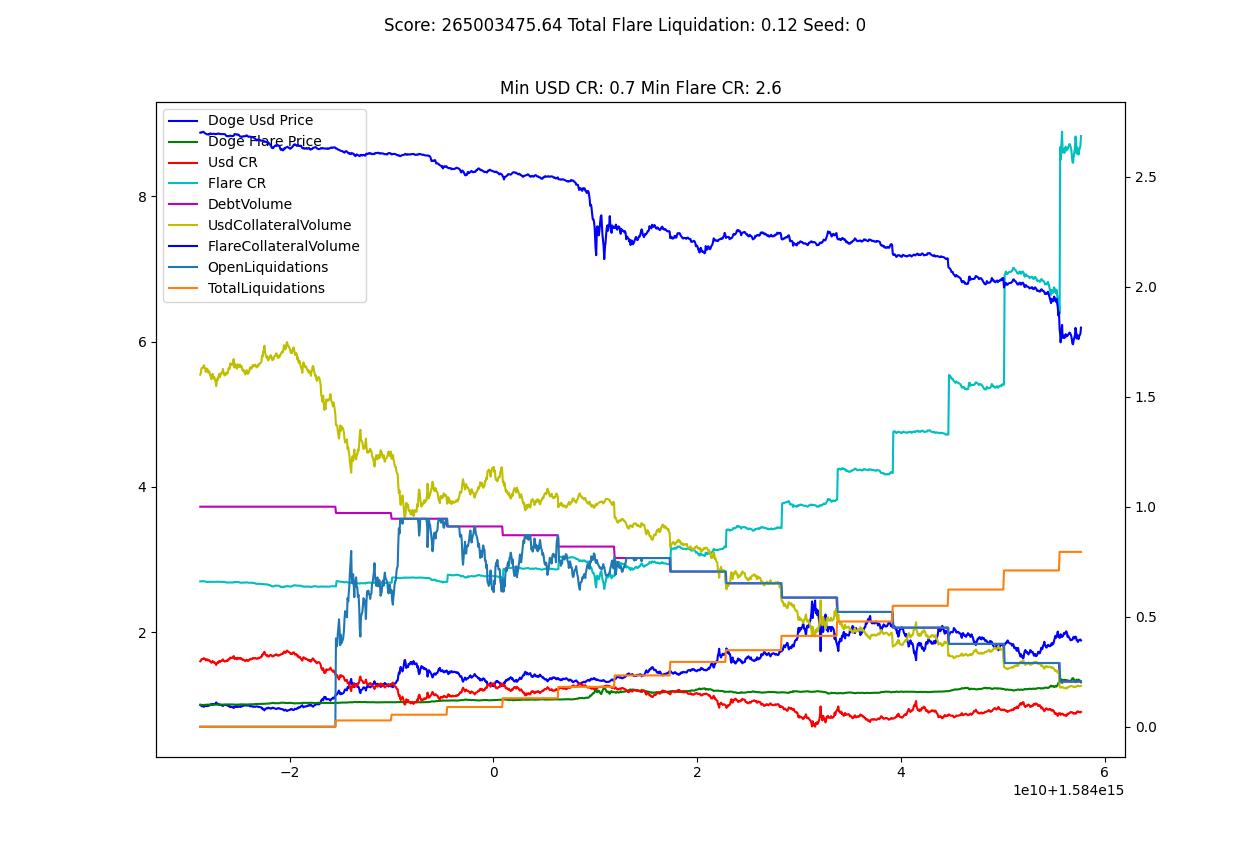 Score: 265003475.64 Total Flare Liquidation: 0.12 Seed: 0
Min USD CR: 0.7 Min Flare CR: 2.6
Doge Usd Price
Doge Flare Price
Usd CR
Flare CR
DebtVolume
UsdCollateralVolume
FlareCollateralVolume
OpenLiquidations
TotalLiquidations
8
6
4
2
2.5
2.0
1.5
1.0
0.5
0.0
−2
0
2
4
6
1e10+1.584e15